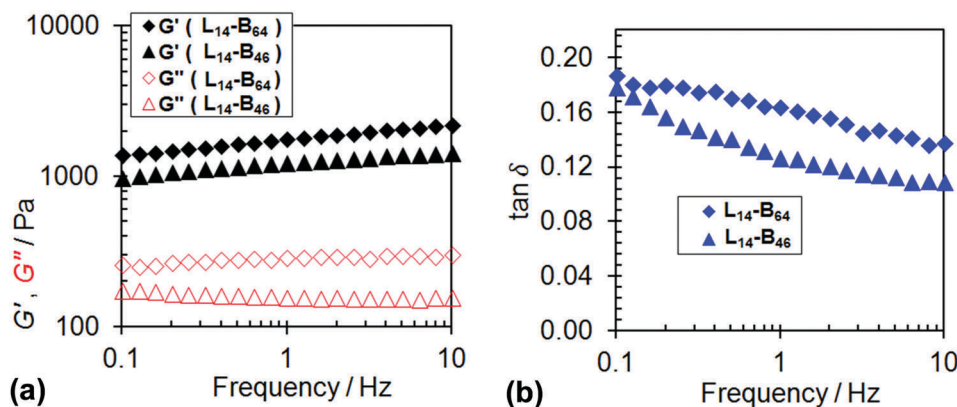 10000
1000
100
G', G'' / Pa
G' ( L14-B64)
G' ( L14-B46)
G'' ( L14-B64)
G'' ( L14-B46)
0.1
1
10
Frequency / Hz
(a)
0.20
0.16
0.12
0.08
0.04
0.00
tan δ
L14-B64
L14-B46
0.1
1
10
Frequency / Hz
(b)